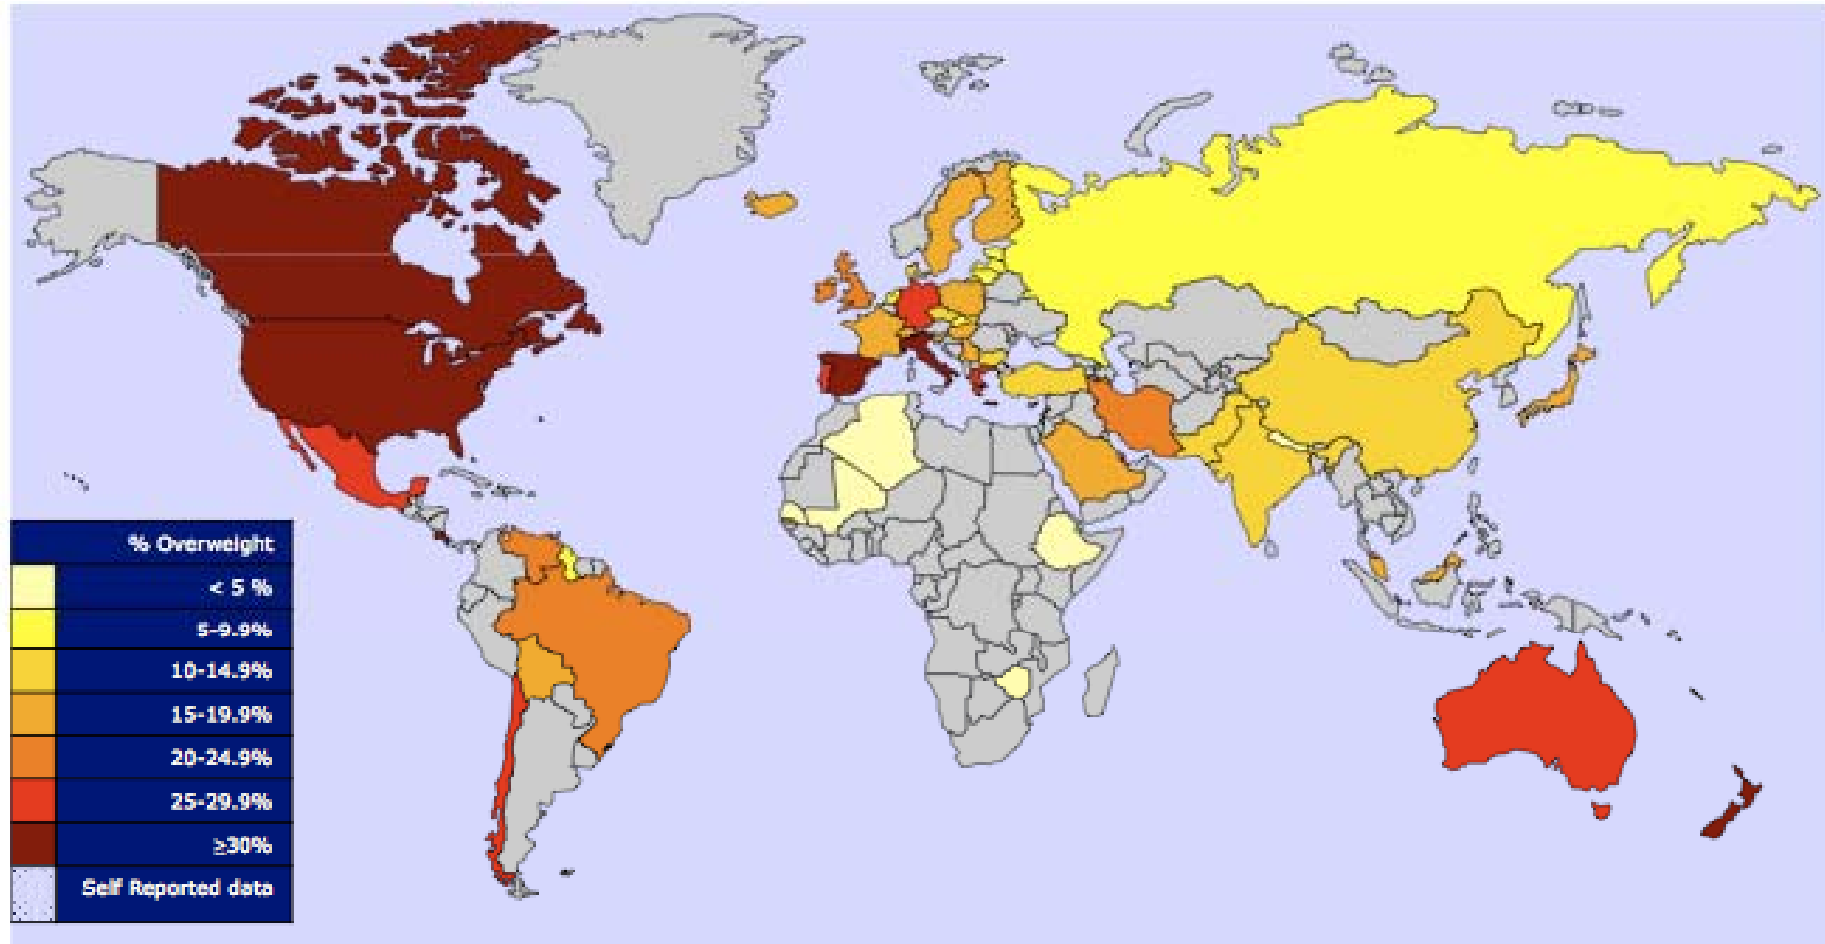 % Overweight
< 5 %
5-9.9%
10-14.9%
15-19.9%
20-24.9%
25-29.9%
≥30%
Self Reported data